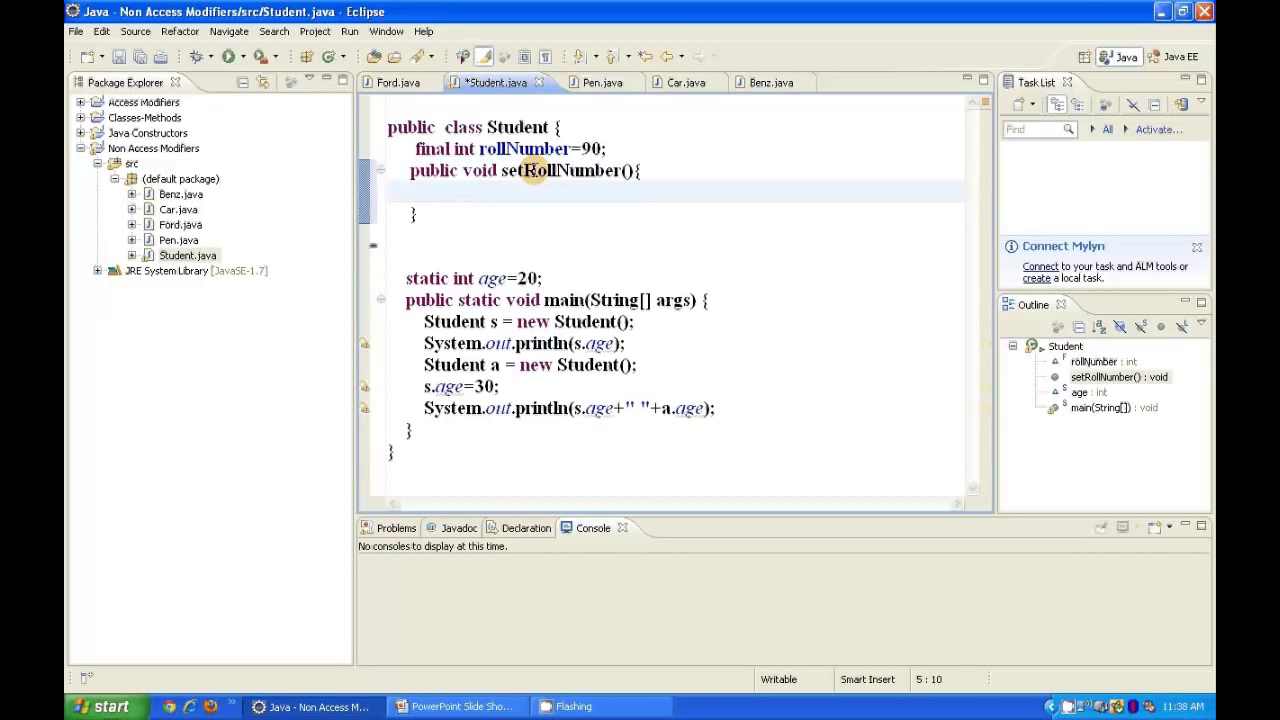 Java - Non Access Modifiers/src/Student.java - Eclipse
File Edit Source Refactor Navigate Search Project Run Window Help
Java Java EE
Package Explorer
Access Modifiers
Classes-Methods
Java Constructors
Non Access Modifiers
src
(default package)
Benz.java
Car.java
Ford.java
Pen.java
Student.java
JRE System Library [JavaSE-1.7]
Ford.java *Student.java Pen.java Car.java Benz.java
public class Student {
final int rollNumber=90;
public void setRollNumber(){
}
static int age=20;
public static void main(String[] args) {
Student s = new Student();
System.out.println(s.age);
Student a = new Student();
s.age=30;
System.out.println(s.age+" "+a.age);
}
}
Task List
Find All Activate...
Connect Mylyn
Connect to your task and ALM tools or
create a local task.
Outline
Student
rollNumber : int
setRollNumber() : void
age : int
main(String[]) : void
Problems Javadoc Declaration Console
No consoles to display at this time.
Writable Smart Insert 5 : 10
start Java - Non Access M... PowerPoint Slide Sho... Flashing 11:38 AM